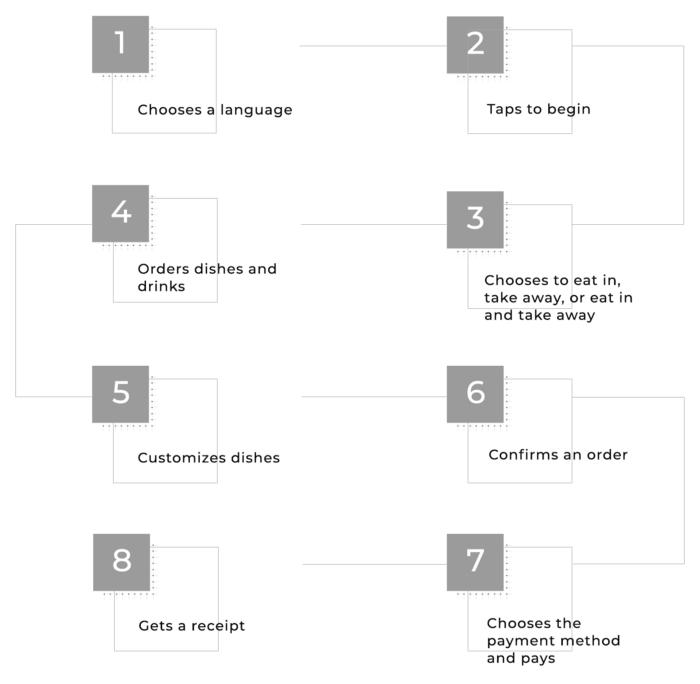 1
Chooses a language
2
Taps to begin
3
Chooses to eat in,
take away, or eat in
and take away
4
Orders dishes and
drinks
5
Customizes dishes
6
Confirms an order
7
Chooses the
payment method
and pays
8
Gets a receipt